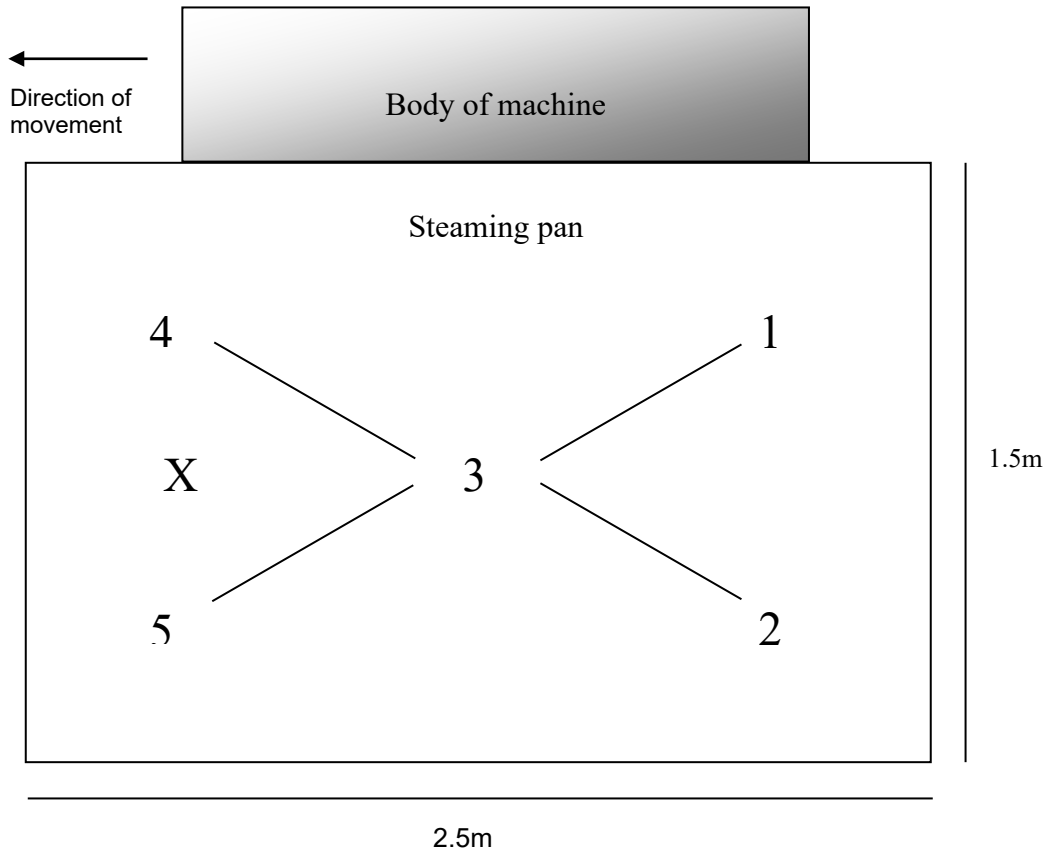 Direction of
movement
Body of machine
Steaming pan
4
1
X
3
1.5m
5
2
2.5m